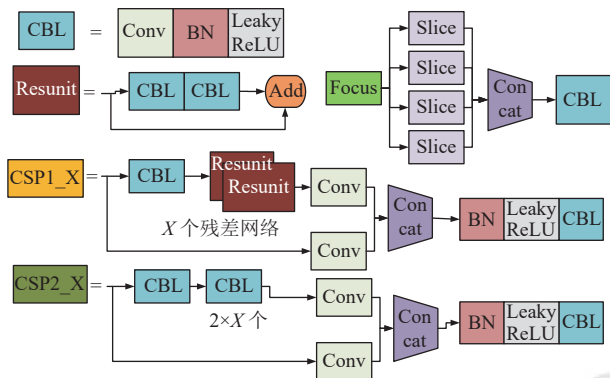 CBL = Conv BN Leaky ReLU
Resunit = CBL CBL Add
Focus Slice Slice Slice Slice Con cat CBL
CSP1_X = CBL Resunit Resunit Conv Conv Con cat BN Leaky ReLU CBL
X 个残差网络
CSP2_X = CBL CBL Conv Conv Con cat BN Leaky ReLU CBL
2×X 个